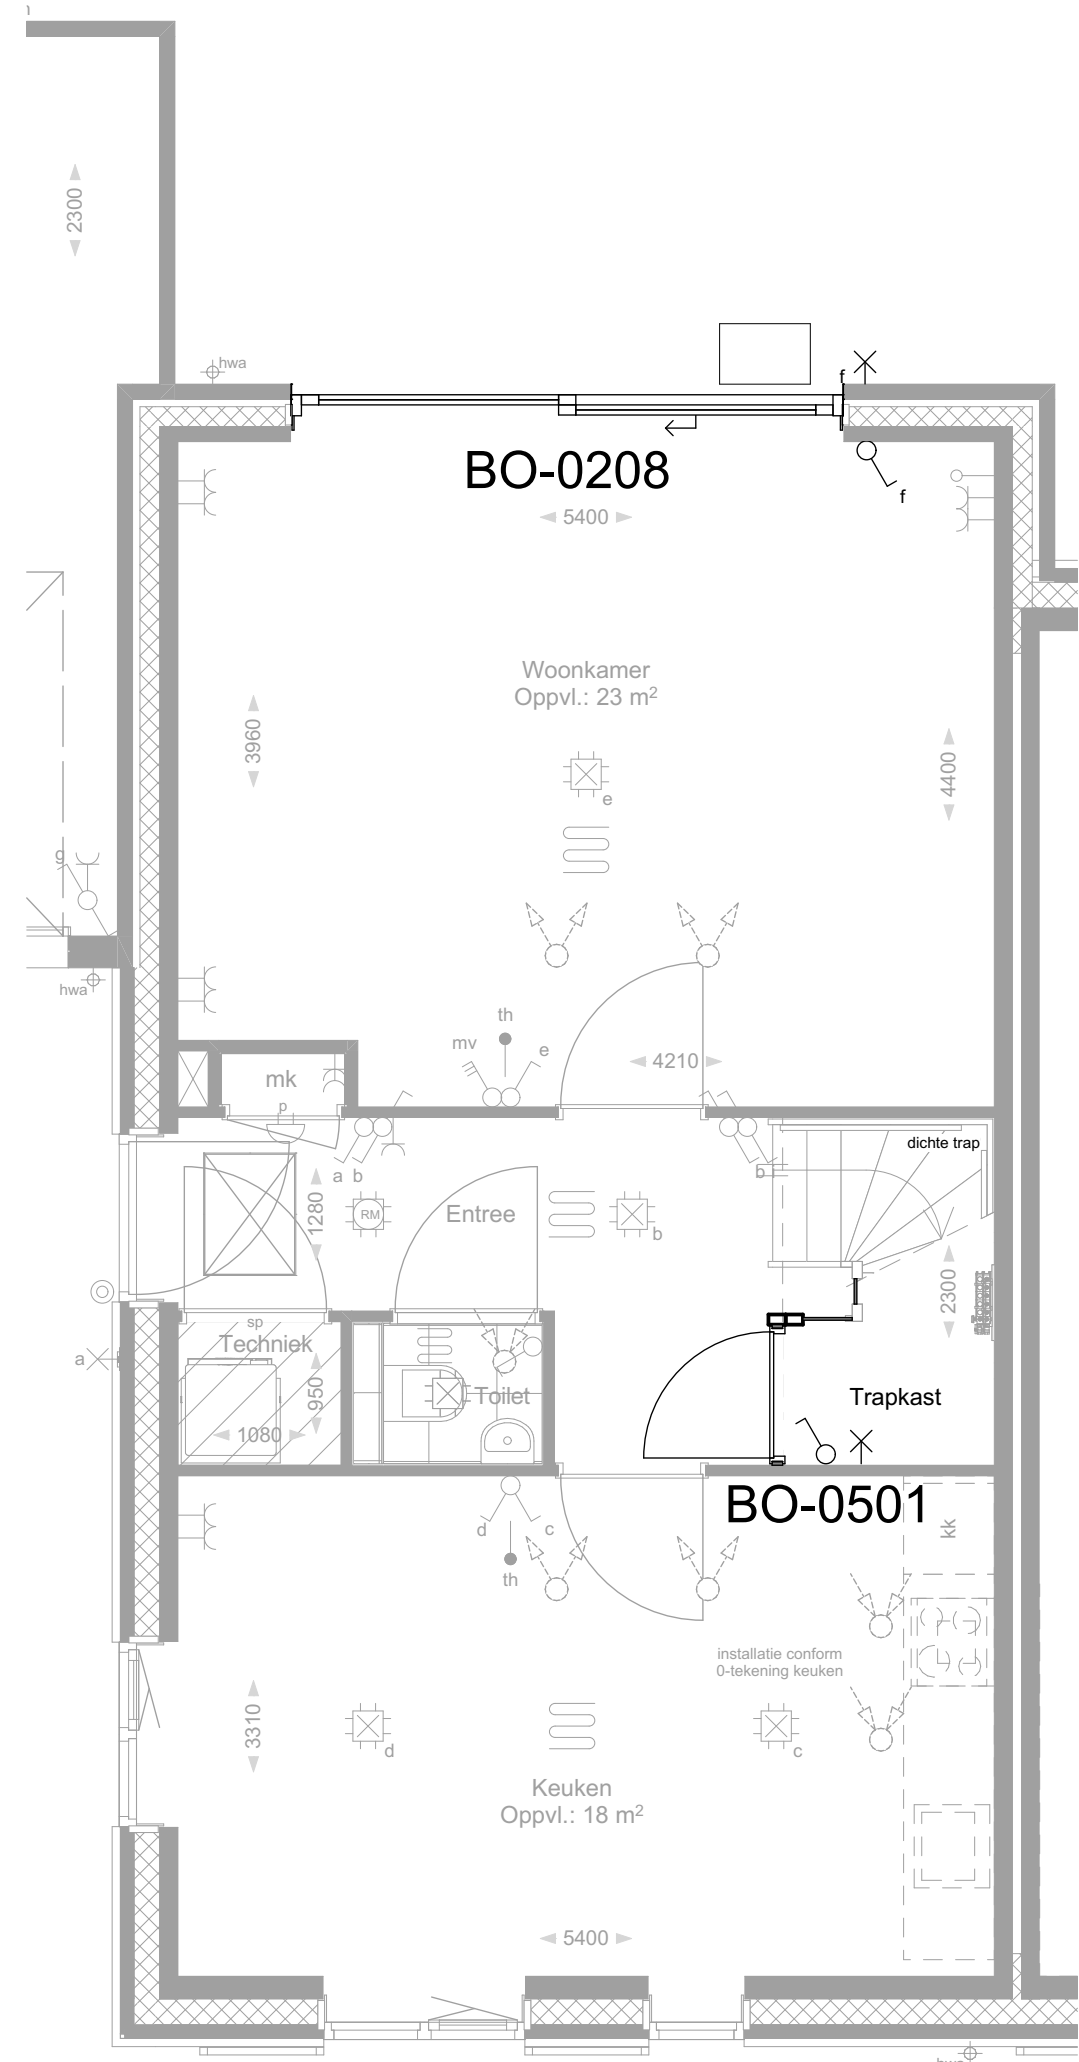 2300
hwa
f
BO-0208
f
5400
Woonkamer
Oppvl.: 23 m²
3960
4400
e
g
hwa
th
mv
e
4210
mk
p
dichte trap
a b
b
1280
RM
Entree
b
2300
sp
Techniek
a
950
Toilet
1080
Trapkast
BO-0501
kk
d
c
th
installatie conform
0-tekening keuken
3310
d
c
Keuken
Oppvl.: 18 m²
5400
hwa